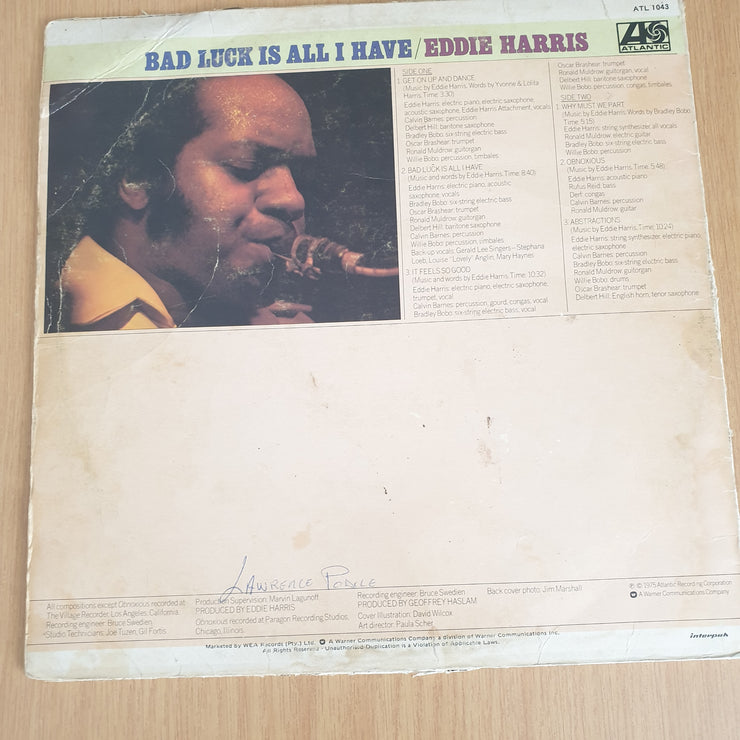 ATL 1043
BAD LUCK IS ALL I HAVE/EDDIE HARRIS
ATLANTIC
SIDE ONE
1. GET ON UP AND DANCE
(Music by Eddie Harris, Words by Yvonne & Lolita
Harris, Time: 3:30)
Eddie Harris: electric piano, electric saxophone,
acoustic saxophone, Eddie Harris Attachment, vocals
Calvin Barnes: percussion
Delbert Hill: baritone saxophone
Bradley Bobo: six-string electric bass
Oscar Brashear: trumpet
Ronald Muldrow: guitorgan
Willie Bobo: percussion, timbales
2. BAD LUCK IS ALL I HAVE
(Music and words by Eddie Harris, Time: 8:40)
Eddie Harris: electric piano, acoustic
saxophone, vocals
Bradley Bobo: six-string electric bass
Oscar Brashear: trumpet
Ronald Muldrow: guitorgan
Delbert Hill: baritone saxophone
Calvin Barnes: percussion
Willie Bobo: percussion, timbales
Back-up vocals: Gerald Lee Singers—Stephana
Loeb, Louise "Lovely" Anglin, Mary Haynes
3. IT FEELS SO GOOD
(Music and words by Eddie Harris, Time: 10:32)
Eddie Harris: electric piano, electric saxophone,
trumpet, vocal
Calvin Barnes: percussion, gourd, congas, vocal
Bradley Bobo: six-string electric bass, vocal
Oscar Brashear: trumpet
Ronald Muldrow: guitorgan, vocal
Delbert Hill: baritone saxophone
Willie Bobo: percussion, congas, timbales
SIDE TWO
1. WHY MUST WE PART
(Music by Eddie Harris: Words by Bradley Bobo,
Time: 5:15)
Eddie Harris: string synthesizer, all vocals
Ronald Muldrow: electric guitar
Bradley Bobo: six-string electric bass
Willie Bobo: percussion
2. OBNOXIOUS
(Music by Eddie Harris, Time: 5:48)
Eddie Harris: acoustic piano
Rufus Reid: bass
Derf: congas
Calvin Barnes: percussion
Ronald Muldrow: guitar
3. ABSTRACTIONS
(Music by Eddie Harris, Time: 10:24)
Eddie Harris: string synthesizer, electric piano,
electric saxophone
Calvin Barnes: percussion
Bradley Bobo: six-string electric bass
Ronald Muldrow: guitorgan
Willie Bobo: drums
Oscar Brashear: trumpet
Delbert Hill: English horn, tenor saxophone
LAWRENCE
All compositions except Obnoxious recorded at
The Village Recorder, Los Angeles, California
Recording engineer: Bruce Swedien
Studio Technicians: Joe Tuzen, Gil Fortis
Production Supervision: Marvin Lagunoff
PRODUCED BY EDDIE HARRIS
Obnoxious recorded at Paragon Recording Studios,
Chicago, Illinois.
Recording engineer: Bruce Swedien
PRODUCED BY GEOFFREY HASLAM
Cover Illustration: David Wilcox
Art director: Paula Scher
Back cover photo: Jim Marshall
℗ © 1975 Atlantic Recording Corporation
A Warner Communications Company
Marketed by WEA Records (Pty.) Ltd. A Warner Communications Company a division of Warner Communications Inc.
All Rights Reserved - Unauthorised Duplication is a Violation of Applicable Laws.
interpak